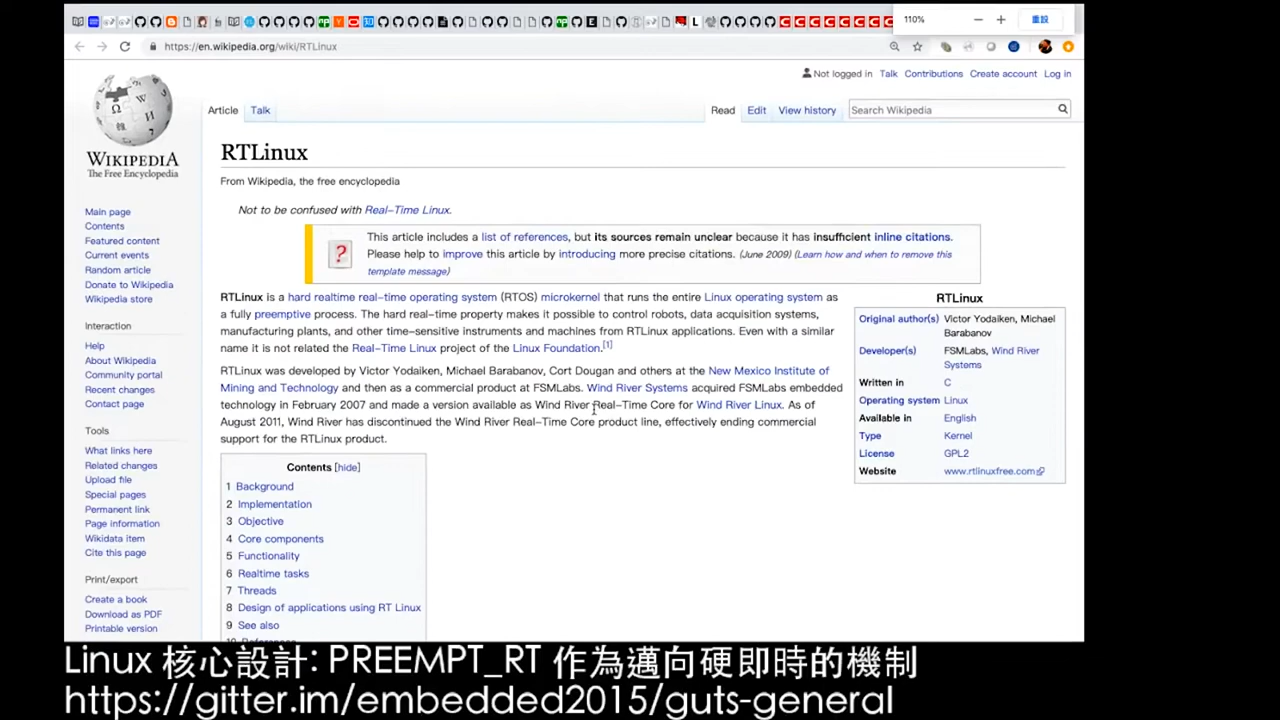 110%
重設
https://en.wikipedia.org/wiki/RTLinux
Not logged in Talk Contributions Create account Log in
Article Talk
Read Edit View history Search Wikipedia
WIKIPEDIA
The Free Encyclopedia
Main page
Contents
Featured content
Current events
Random article
Donate to Wikipedia
Wikipedia store
Interaction
Help
About Wikipedia
Community portal
Recent changes
Contact page
Tools
What links here
Related changes
Upload file
Special pages
Permanent link
Page information
Wikidata item
Cite this page
Print/export
Create a book
Download as PDF
Printable version
RTLinux
From Wikipedia, the free encyclopedia
Not to be confused with Real-Time Linux.
This article includes a list of references, but its sources remain unclear because it has insufficient inline citations.
Please help to improve this article by introducing more precise citations. (June 2009) (Learn how and when to remove this
template message)
RTLinux is a hard realtime real-time operating system (RTOS) microkernel that runs the entire Linux operating system as
a fully preemptive process. The hard real-time property makes it possible to control robots, data acquisition systems,
manufacturing plants, and other time-sensitive instruments and machines from RTLinux applications. Even with a similar
name it is not related the Real-Time Linux project of the Linux Foundation.[1]
RTLinux was developed by Victor Yodaiken, Michael Barabanov, Cort Dougan and others at the New Mexico Institute of
Mining and Technology and then as a commercial product at FSMLabs. Wind River Systems acquired FSMLabs embedded
technology in February 2007 and made a version available as Wind River Real-Time Core for Wind River Linux. As of
August 2011, Wind River has discontinued the Wind River Real-Time Core product line, effectively ending commercial
support for the RTLinux product.
RTLinux
Original author(s) Victor Yodaiken, Michael
Barabanov
Developer(s) FSMLabs, Wind River
Systems
Written in C
Operating system Linux
Available in English
Type Kernel
License GPL2
Website www.rtlinuxfree.com
Contents [hide]
1 Background
2 Implementation
3 Objective
4 Core components
5 Functionality
6 Realtime tasks
7 Threads
8 Design of applications using RT Linux
9 See also
10 References
Linux 核心設計: PREEMPT_RT 作為邁向硬即時的機制
https://gitter.im/embedded2015/guts-general